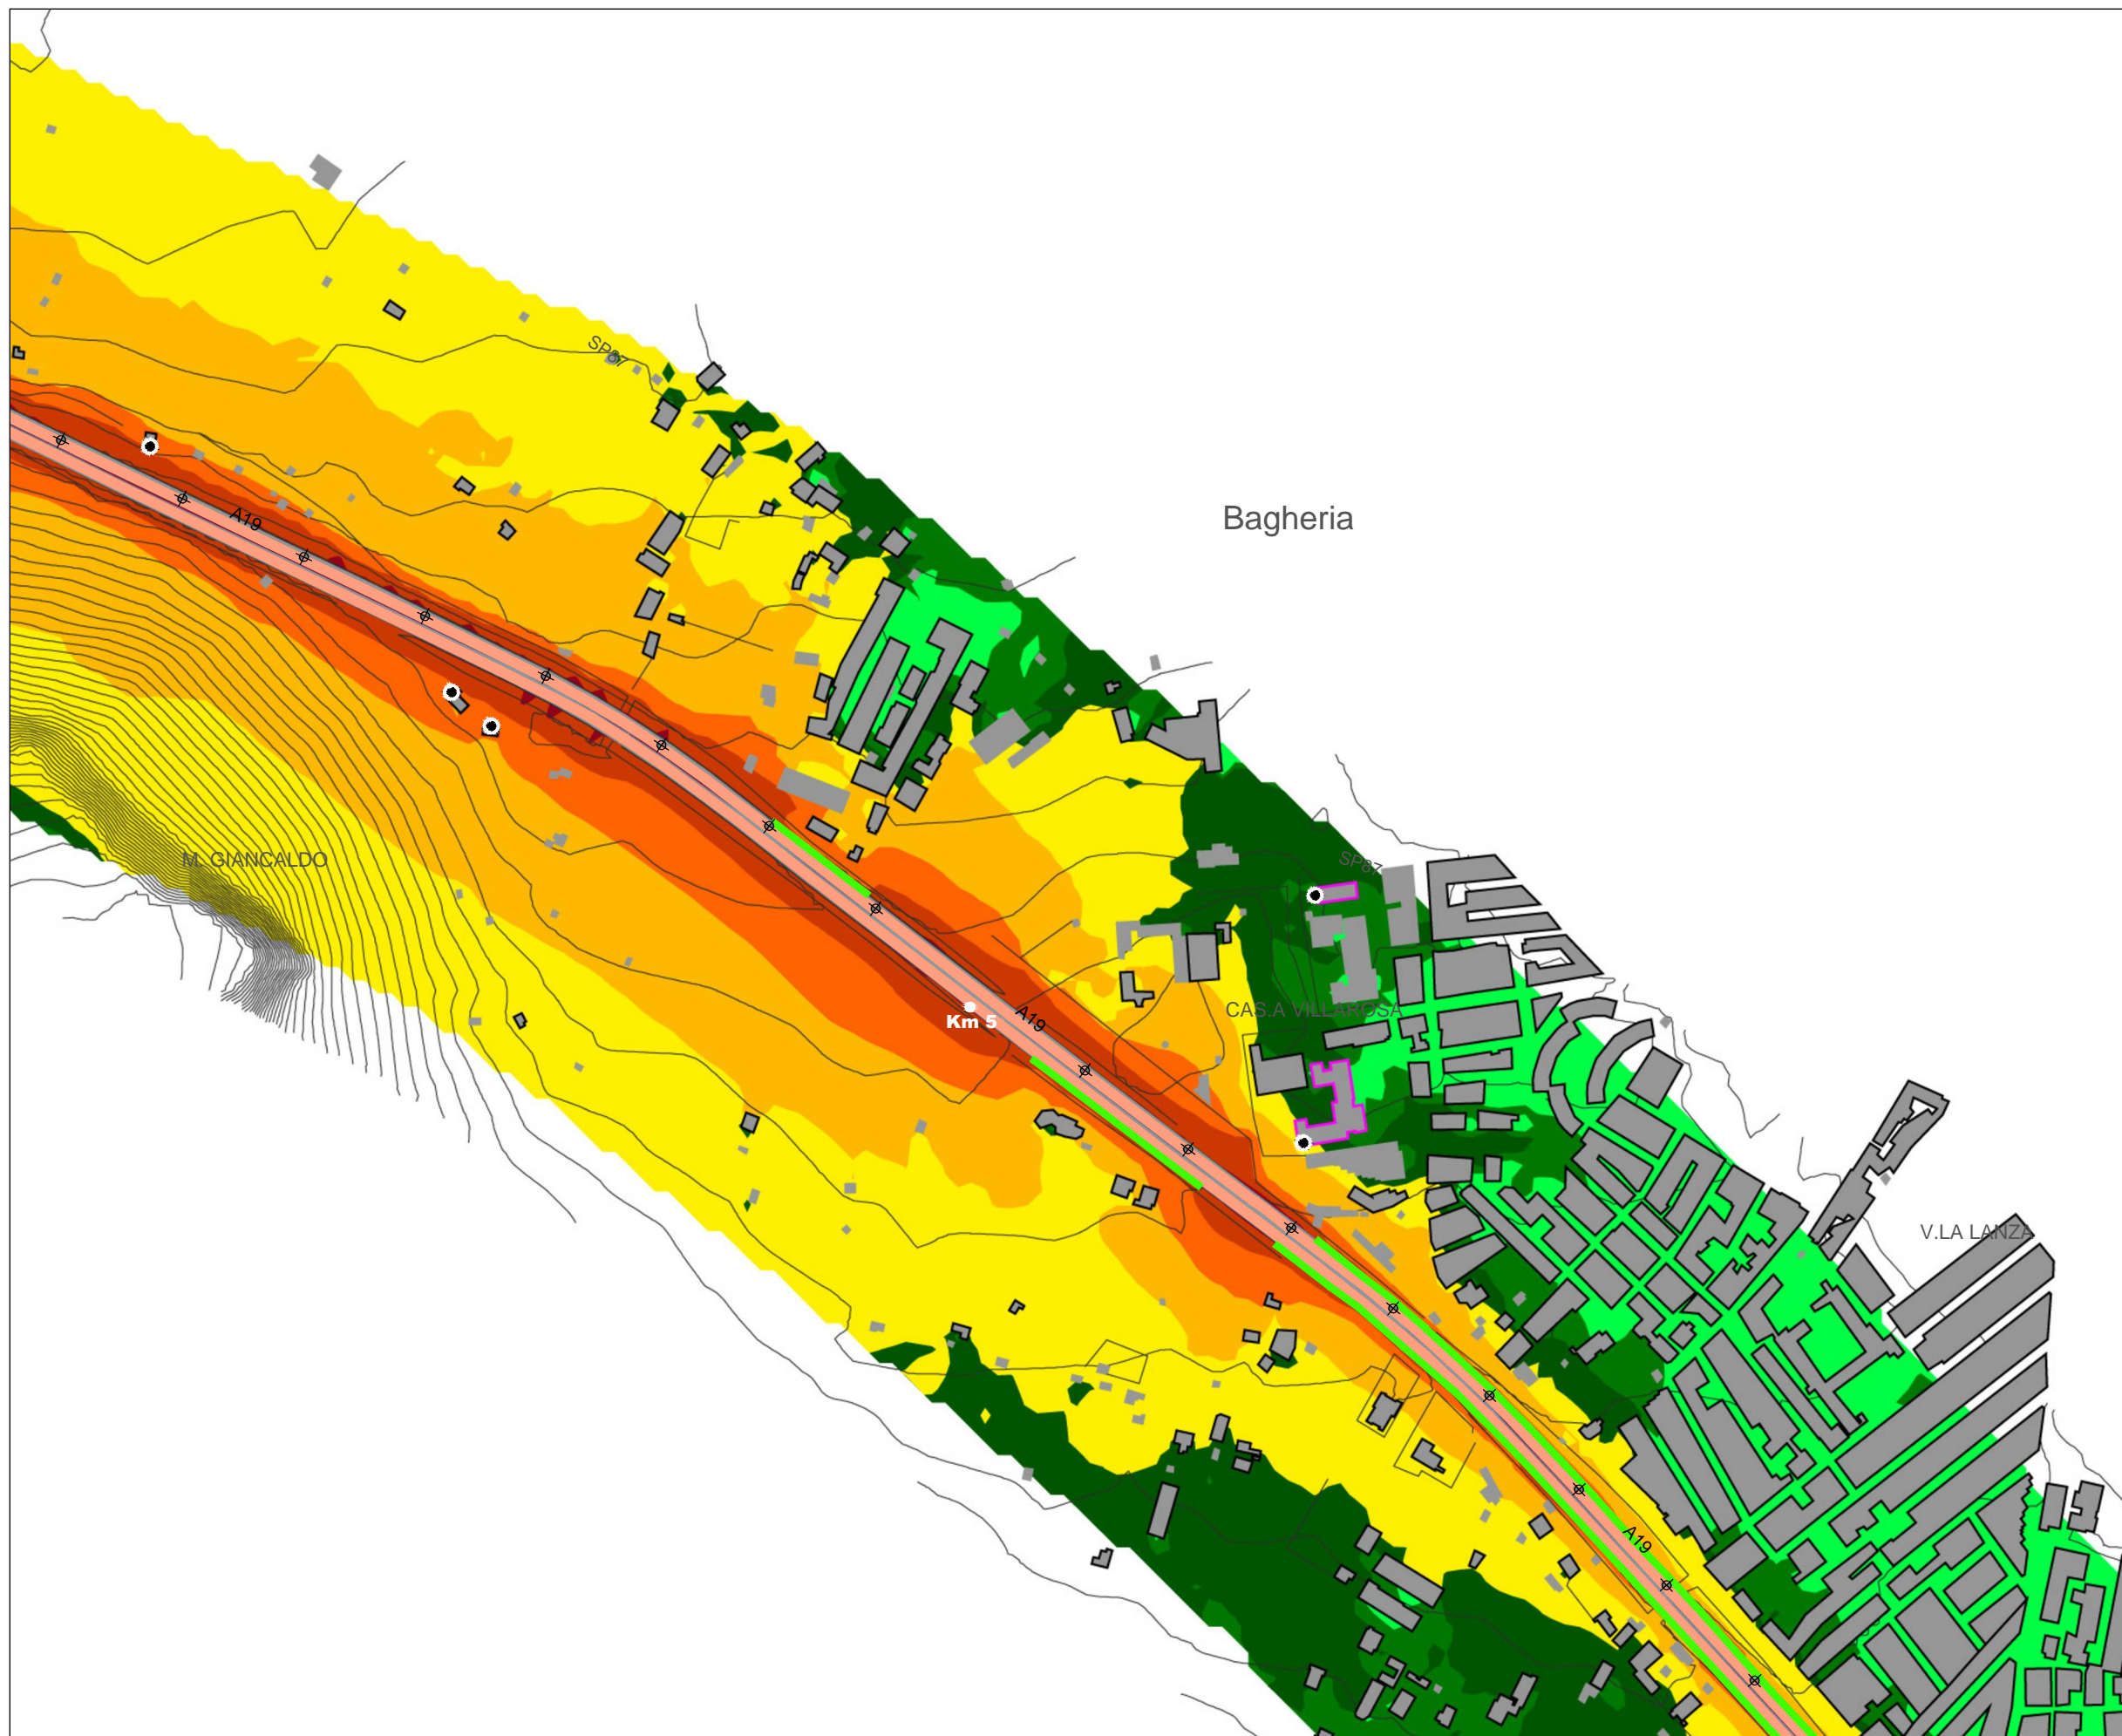 SP87
A19
Bagheria
M. GIANCALDO
SP87
CAS.A VILLAROSA
A19
Km 5
V.LA LANZA
A19